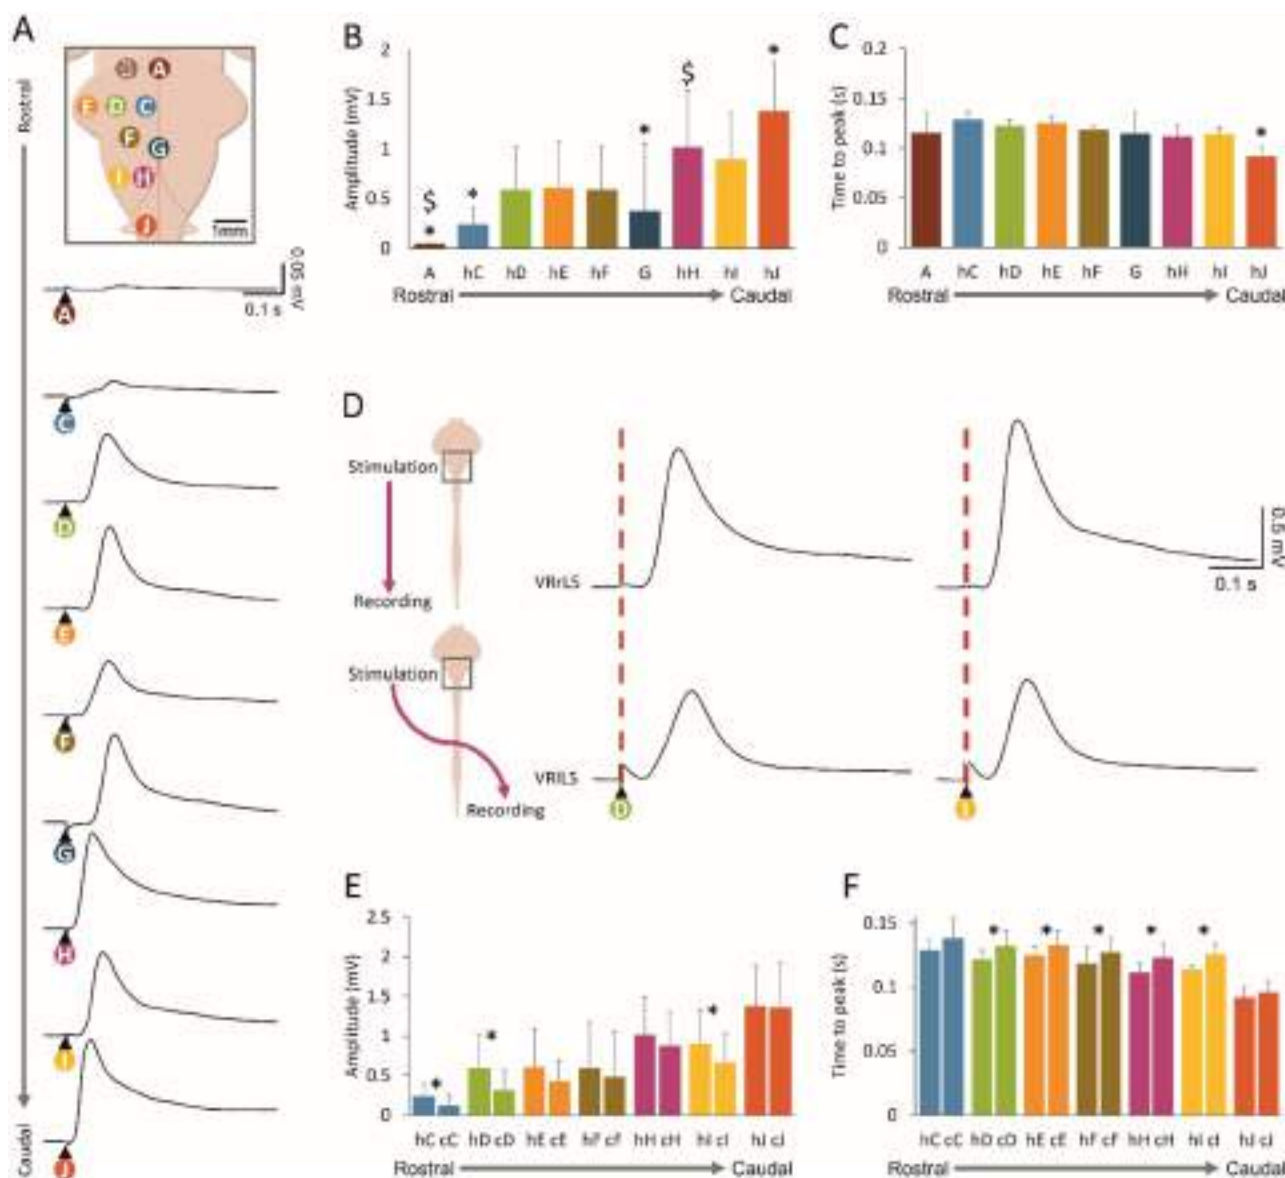 A
Rostral
B A
E D C
F G
I H
J
1mm
0.05 mV
0.1 s
A
C
D
E
F
G
H
I
J
Caudal
B
Amplitude (mV)
2
1.5
1
0.5
0
$ * * * $ *
A hC hD hE hF G hH hI hJ
Rostral Caudal
C
Time to peak (s)
0.2
0.15
0.1
0.05
0
*
A hC hD hE hF G hH hI hJ
Rostral Caudal
D
Stimulation
Recording
VRrL5
0.5 mV
0.1 s
Stimulation
Recording
VRlL5
D I
E
Amplitude (mV)
2.5
2
1.5
1
0.5
0
* * *
hC cC hD cD hE cE hF cF hH cH hI cI hJ cJ
Rostral Caudal
F
Time to peak (s)
0.15
0.1
0.05
0
* * * * *
hC cC hD cD hE cE hF cF hH cH hI cI hJ cJ
Rostral Caudal